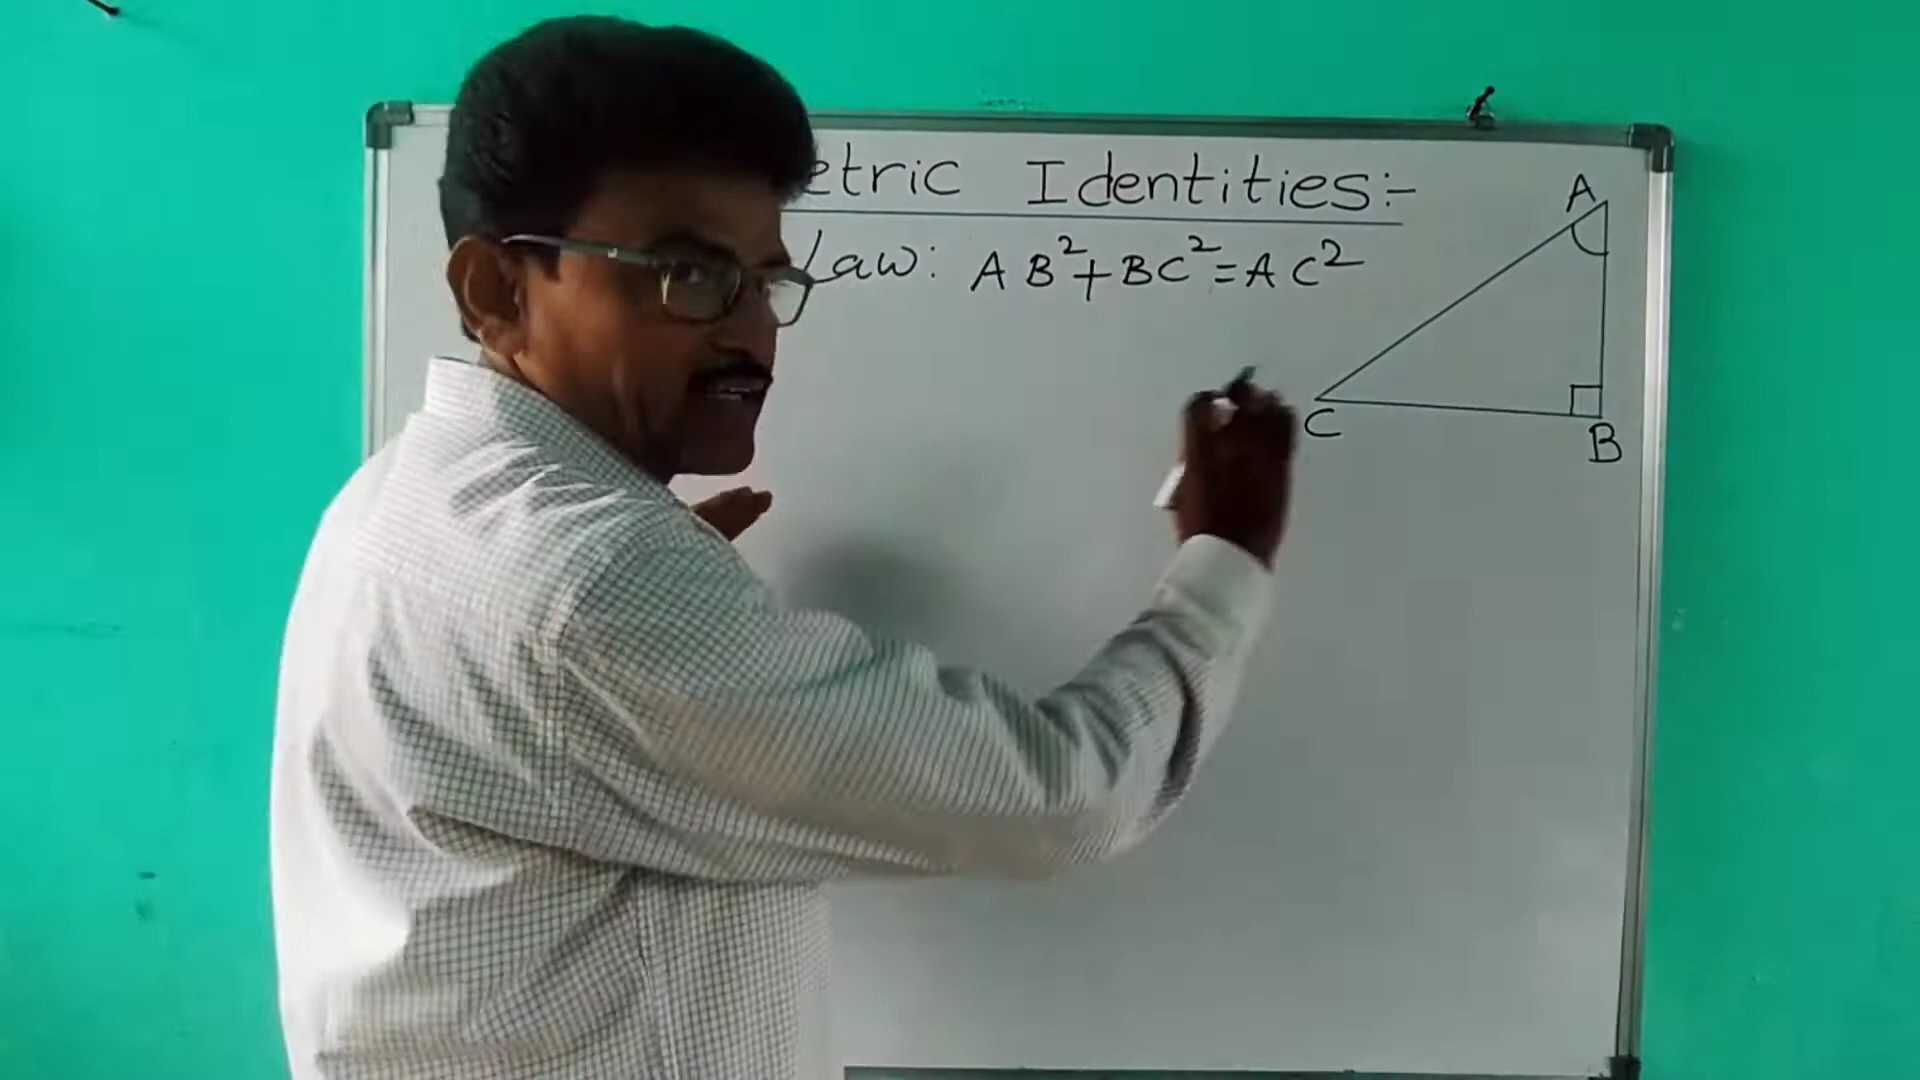 etric Identities:-
Law: AB²+BC²=AC²
A
C
B